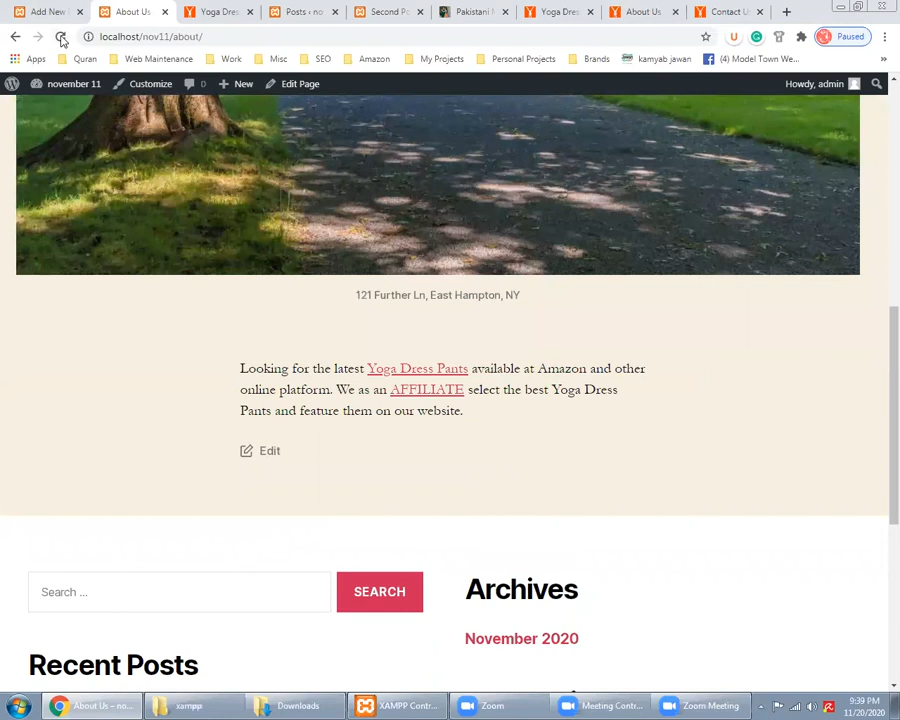 Add New
About Us
Yoga Dres
Posts ‹ no
Second Po
Pakistani M
Yoga Dres
About Us
Contact Us
localhost/nov11/about/
Paused
Apps
Quran
Web Maintenance
Work
Misc
SEO
Amazon
My Projects
Personal Projects
Brands
kamyab jawan
(4) Model Town We...
november 11
Customize
0
New
Edit Page
Howdy, admin
121 Further Ln, East Hampton, NY
Looking for the latest Yoga Dress Pants available at Amazon and other
online platform. We as an AFFILIATE select the best Yoga Dress
Pants and feature them on our website.
Edit
Search ...
SEARCH
Archives
November 2020
Recent Posts
About Us – no...
xampp
Downloads
XAMPP Contr...
Zoom
Meeting Contr...
Zoom Meeting
9:39 PM
11/20/2020